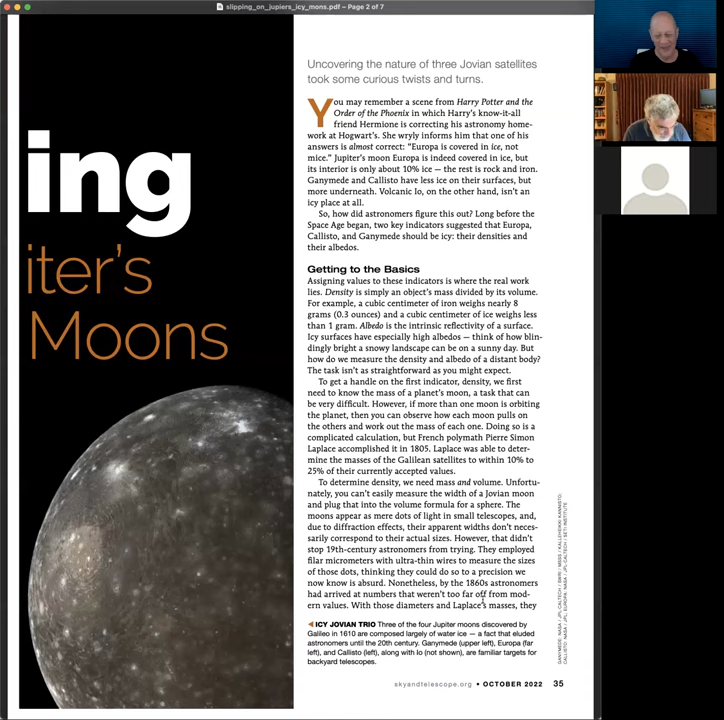 slipping_on_jupiers_icy_mons.pdf – Page 2 of 7
ing
iter's
Moons
Uncovering the nature of three Jovian satellites
took some curious twists and turns.
You may remember a scene from Harry Potter and the
Order of the Phoenix in which Harry's know-it-all
friend Hermione is correcting his astronomy home-
work at Hogwart's. She wryly informs him that one of his
answers is almost correct: "Europa is covered in ice, not
mice." Jupiter's moon Europa is indeed covered in ice, but
its interior is only about 10% ice — the rest is rock and iron.
Ganymede and Callisto have less ice on their surfaces, but
more underneath. Volcanic Io, on the other hand, isn't an
icy place at all.
So, how did astronomers figure this out? Long before the
Space Age began, two key indicators suggested that Europa,
Callisto, and Ganymede should be icy: their densities and
their albedos.
Getting to the Basics
Assigning values to these indicators is where the real work
lies. Density is simply an object's mass divided by its volume.
For example, a cubic centimeter of iron weighs nearly 8
grams (0.3 ounces) and a cubic centimeter of ice weighs less
than 1 gram. Albedo is the intrinsic reflectivity of a surface.
Icy surfaces have especially high albedos — think of how blin-
dingly bright a snowy landscape can be on a sunny day. But
how do we measure the density and albedo of a distant body?
The task isn't as straightforward as you might expect.
To get a handle on the first indicator, density, we first
need to know the mass of a planet's moon, a task that can
be very difficult. However, if more than one moon is orbiting
the planet, then you can observe how each moon pulls on
the others and work out the mass of each one. Doing so is a
complicated calculation, but French polymath Pierre Simon
Laplace accomplished it in 1805. Laplace was able to deter-
mine the masses of the Galilean satellites to within 10% to
25% of their currently accepted values.
To determine density, we need mass and volume. Unfortu-
nately, you can't easily measure the width of a Jovian moon
and plug that into the volume formula for a sphere. The
moons appear as mere dots of light in small telescopes, and,
due to diffraction effects, their apparent widths don't neces-
sarily correspond to their actual sizes. However, that didn't
stop 19th-century astronomers from trying. They employed
filar micrometers with ultra-thin wires to measure the sizes
of those dots, thinking they could do so to a precision we
now know is absurd. Nonetheless, by the 1860s astronomers
had arrived at numbers that weren't too far off from mod-
ern values. With those diameters and Laplace's masses, they
◀ ICY JOVIAN TRIO Three of the four Jupiter moons discovered by
Galileo in 1610 are composed largely of water ice — a fact that eluded
astronomers until the 20th century. Ganymede (upper left), Europa (far
left), and Callisto (left), along with Io (not shown), are familiar targets for
backyard telescopes.
GANYMEDE: NASA / JPL-CALTECH / SWRI / MSSS / KALLEHEIKKI KANNISTO;
CALLISTO: NASA / JPL; EUROPA: NASA / JPL-CALTECH / SETI INSTITUTE
skyandtelescope.org • OCTOBER 2022 35